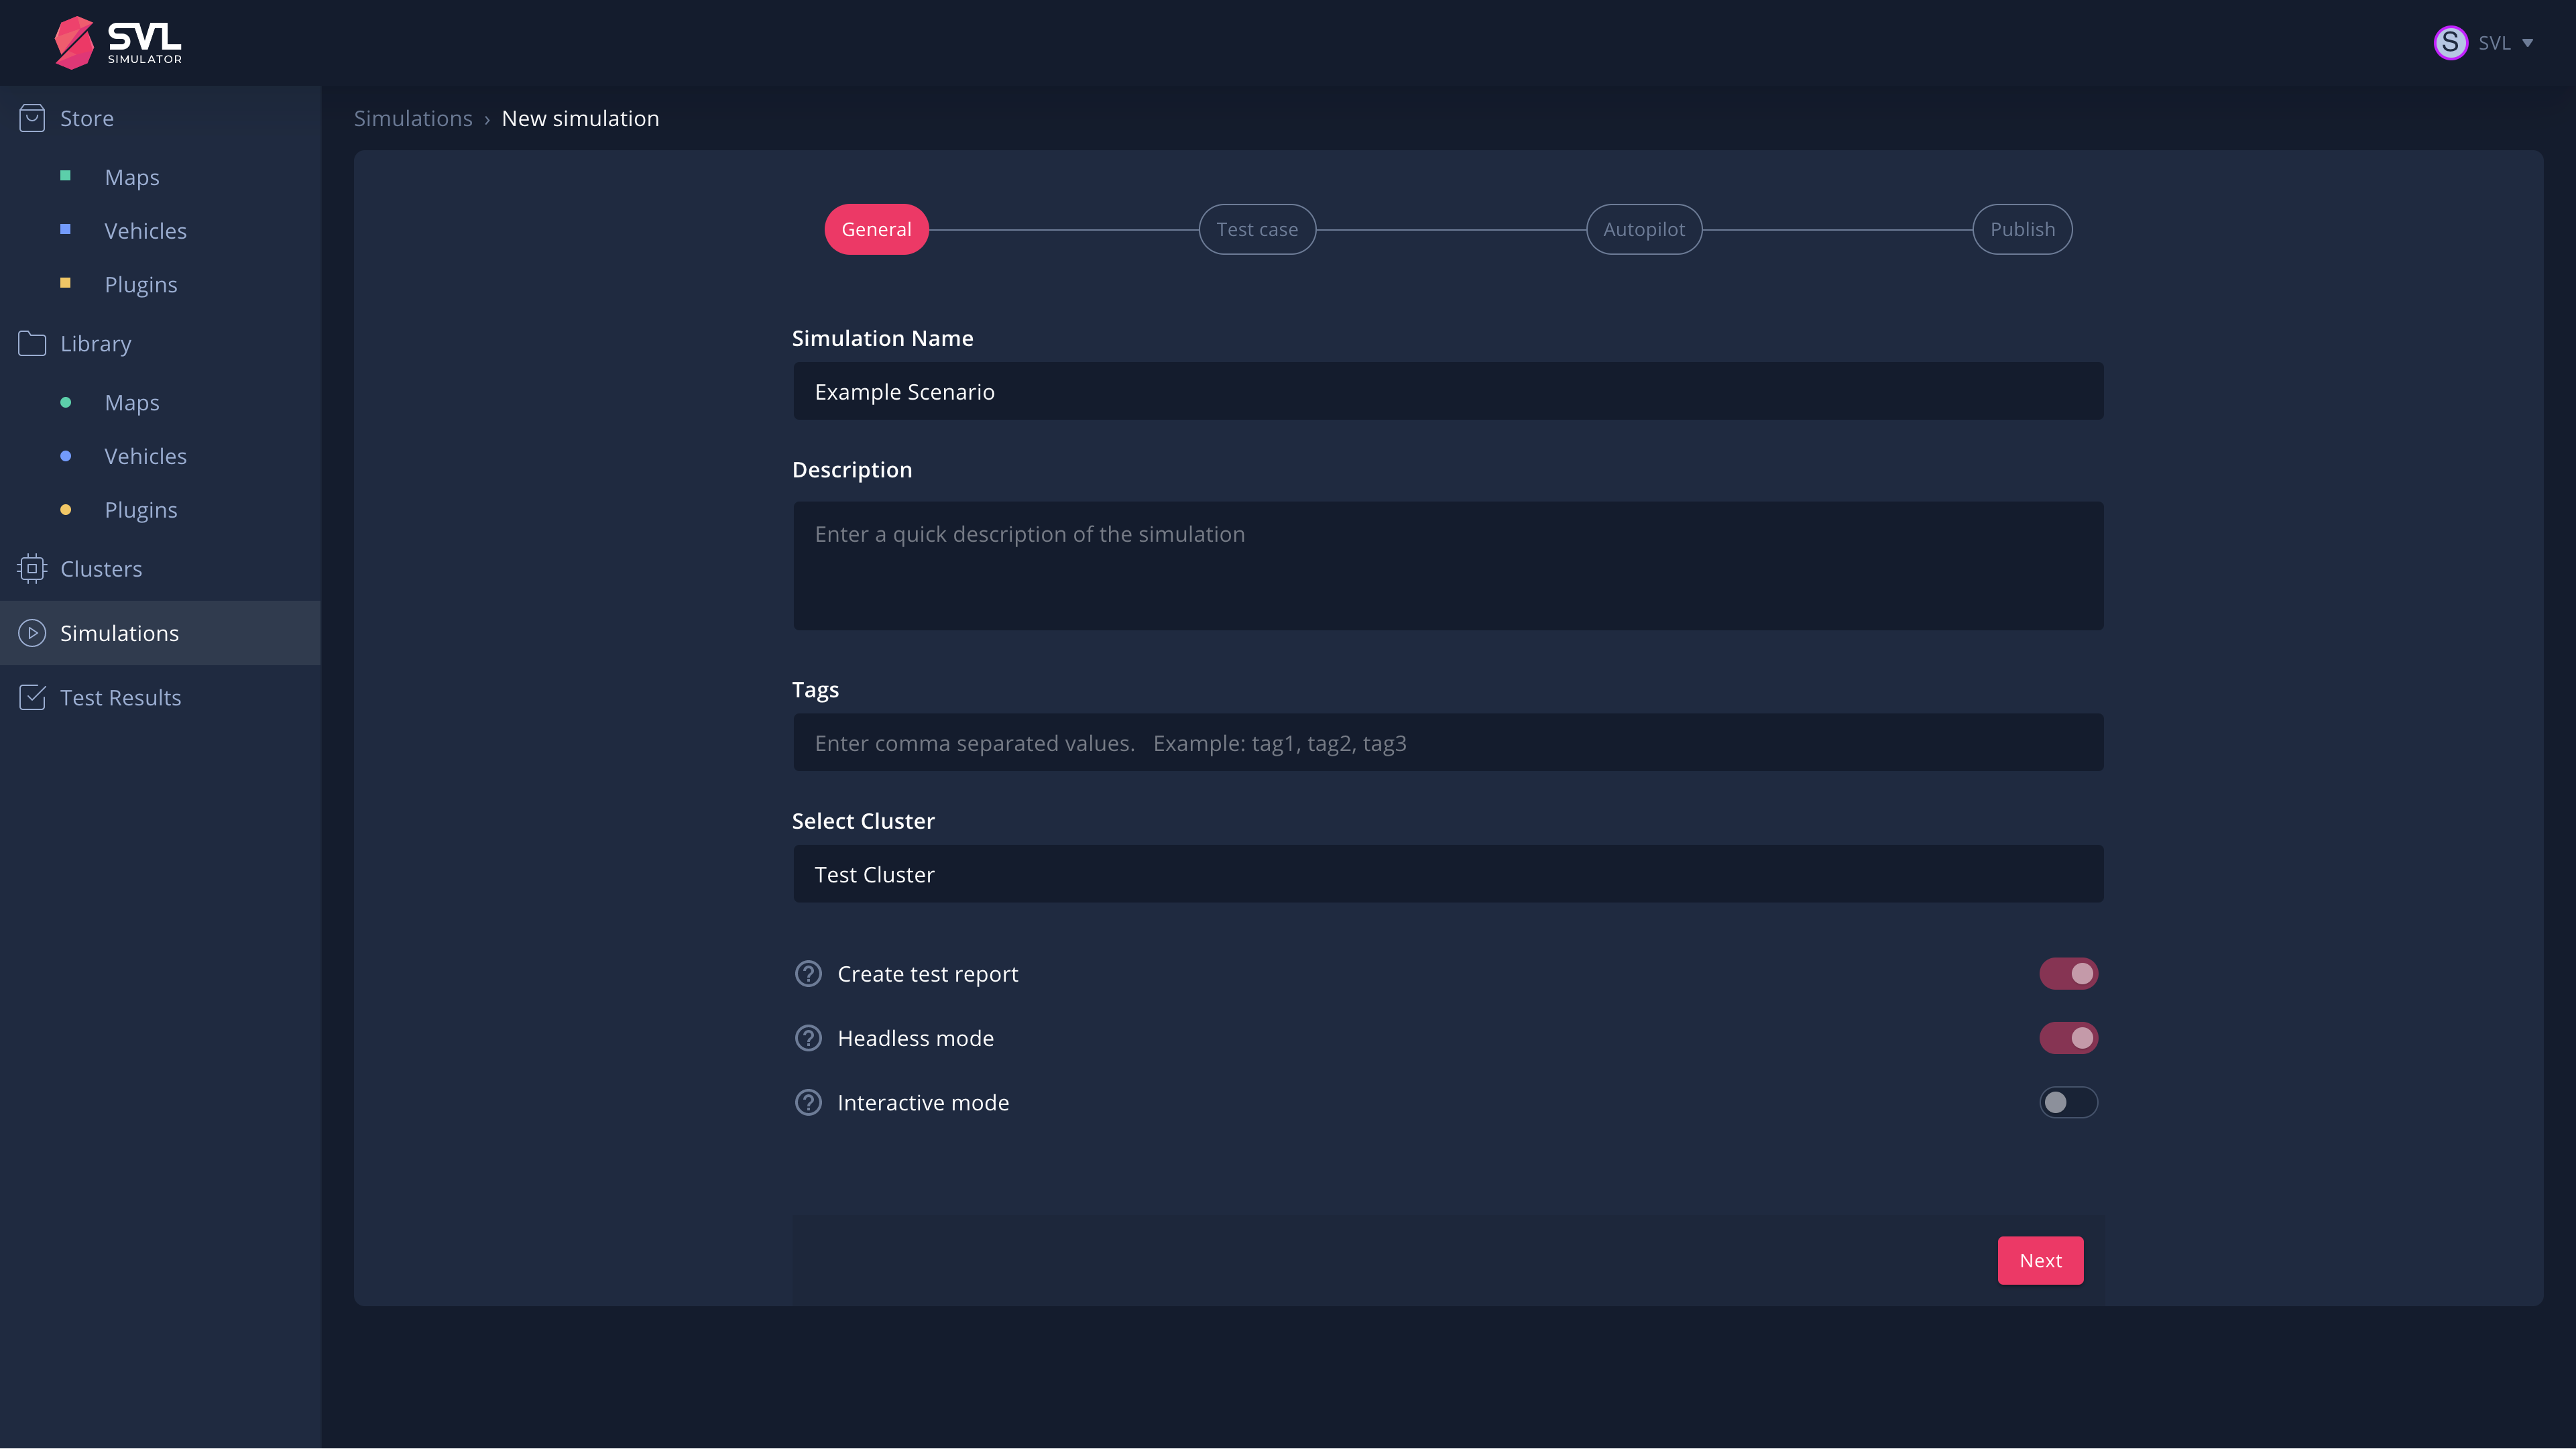 SVL
SIMULATOR
S SVL
Store
Maps
Vehicles
Plugins
Library
Maps
Vehicles
Plugins
Clusters
Simulations
Test Results
Simulations › New simulation
General
Test case
Autopilot
Publish
Simulation Name
Example Scenario
Description
Enter a quick description of the simulation
Tags
Enter comma separated values. Example: tag1, tag2, tag3
Select Cluster
Test Cluster
Create test report
Headless mode
Interactive mode
Next